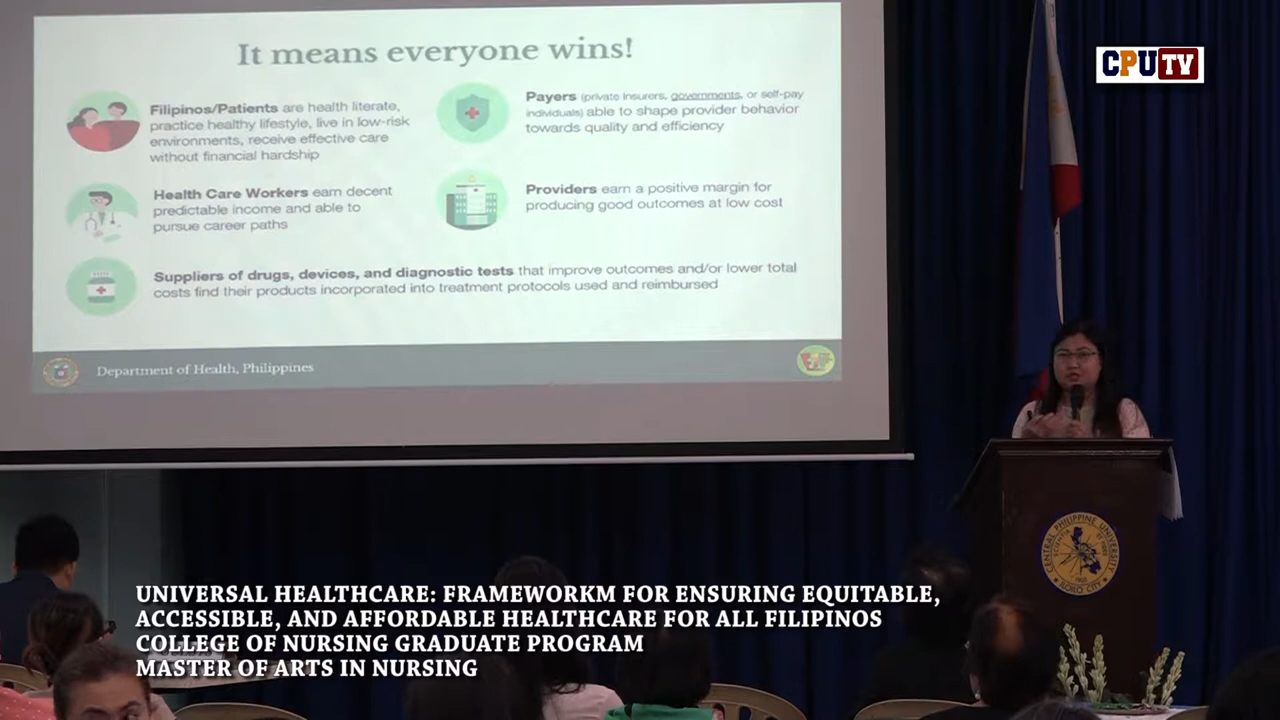 It means everyone wins!
Filipinos/Patients are health literate,
practice healthy lifestyle, live in low-risk
environments, receive effective care
without financial hardship
Payers (private insurers, governments, or self-pay
individuals) able to shape provider behavior
towards quality and efficiency
Health Care Workers earn decent
predictable income and able to
pursue career paths
Providers earn a positive margin for
producing good outcomes at low cost
Suppliers of drugs, devices, and diagnostic tests that improve outcomes and/or lower total
costs find their products incorporated into treatment protocols used and reimbursed
Department of Health, Philippines
CPUTV
CENTRAL PHILIPPINE UNIVERSITY
ILOILO CITY
UNIVERSAL HEALTHCARE: FRAMEWORKM FOR ENSURING EQUITABLE,
ACCESSIBLE, AND AFFORDABLE HEALTHCARE FOR ALL FILIPINOS
COLLEGE OF NURSING GRADUATE PROGRAM
MASTER OF ARTS IN NURSING